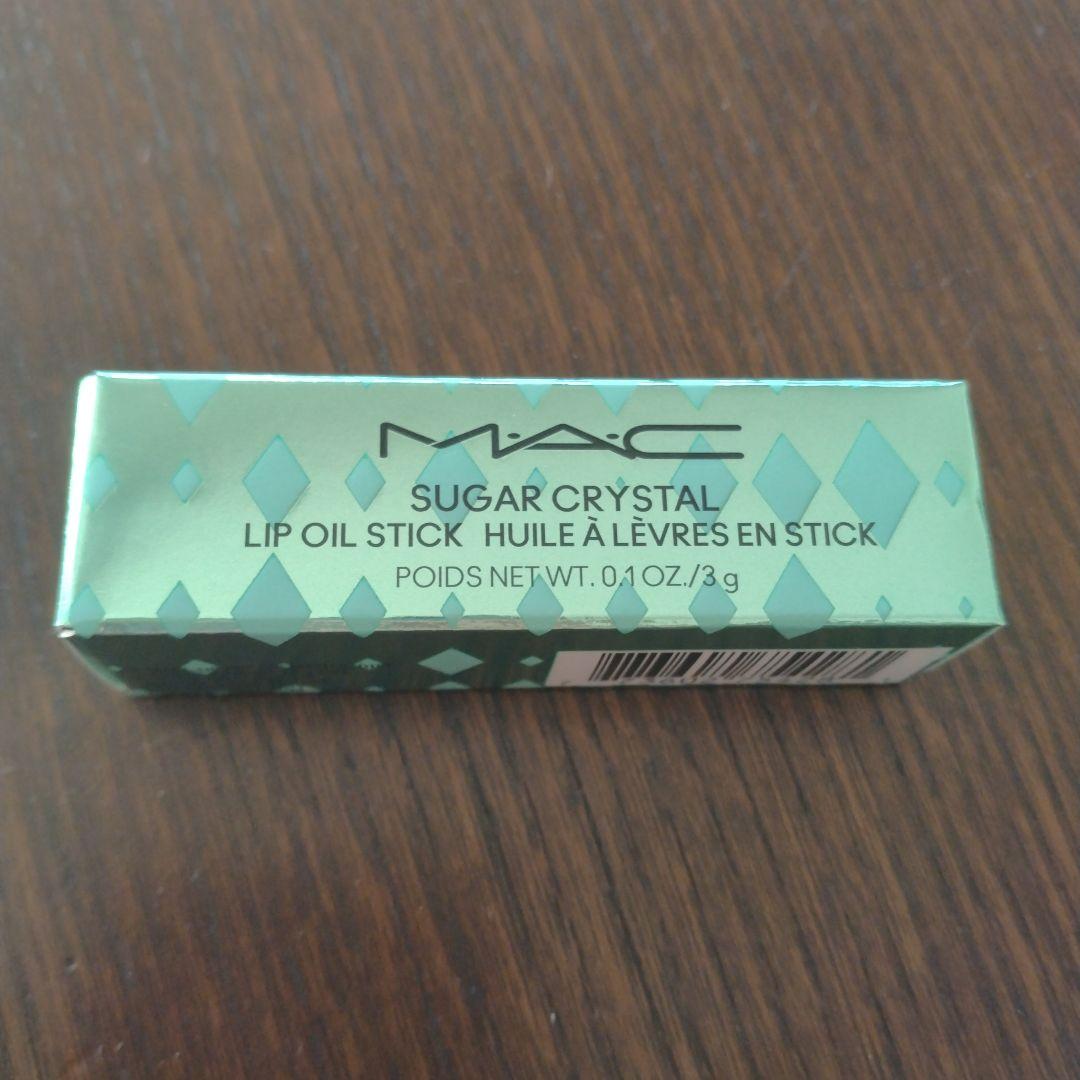 M·A·C
SUGAR CRYSTAL
LIP OIL STICK HUILE À LÈVRES EN STICK
POIDS NET WT. 0.1 OZ./3 g